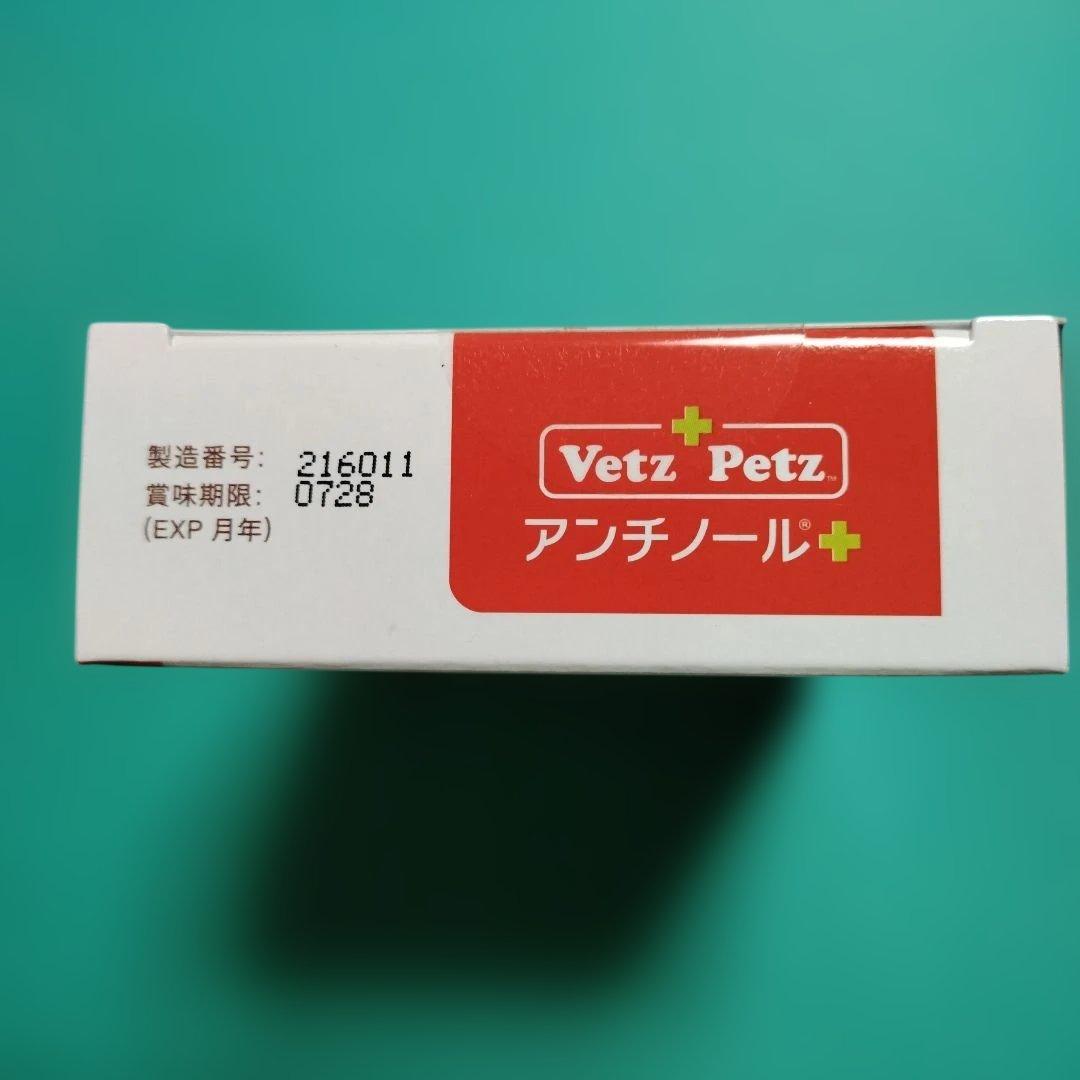 製造番号: 216011
賞味期限: 0728
(EXP 月年)
Vetz Petz™
アンチノール®